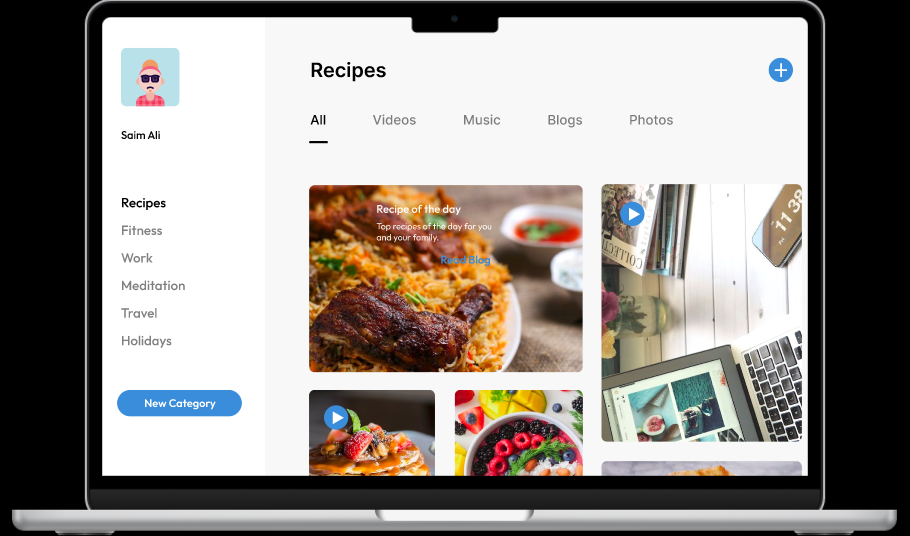 Saim Ali
Recipes
Fitness
Work
Meditation
Travel
Holidays
New Category
Recipes
All
Videos
Music
Blogs
Photos
Recipe of the day
Top recipes of the day for you
and your family.
Read Blog
11 38
COLLECT